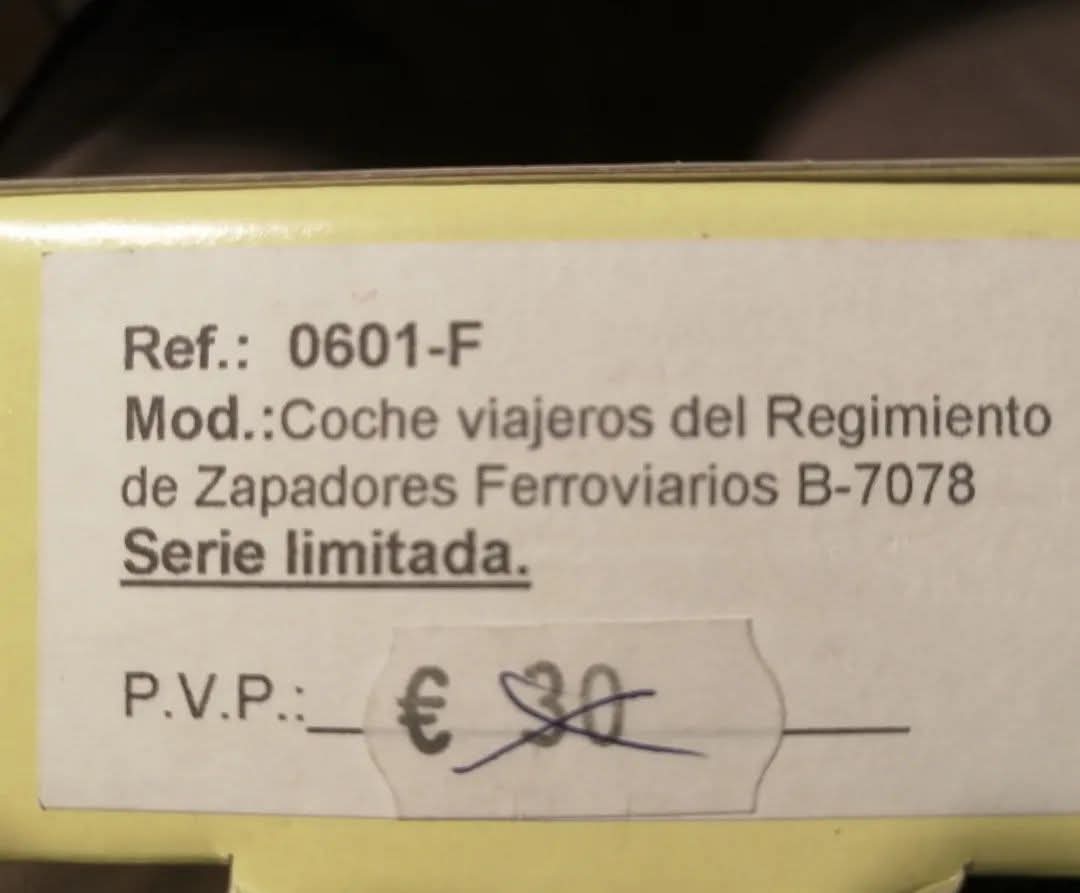 Ref.: 0601-F
Mod.:Coche viajeros del Regimiento
de Zapadores Ferroviarios B-7078
Serie limitada.
P.V.P.: € 30